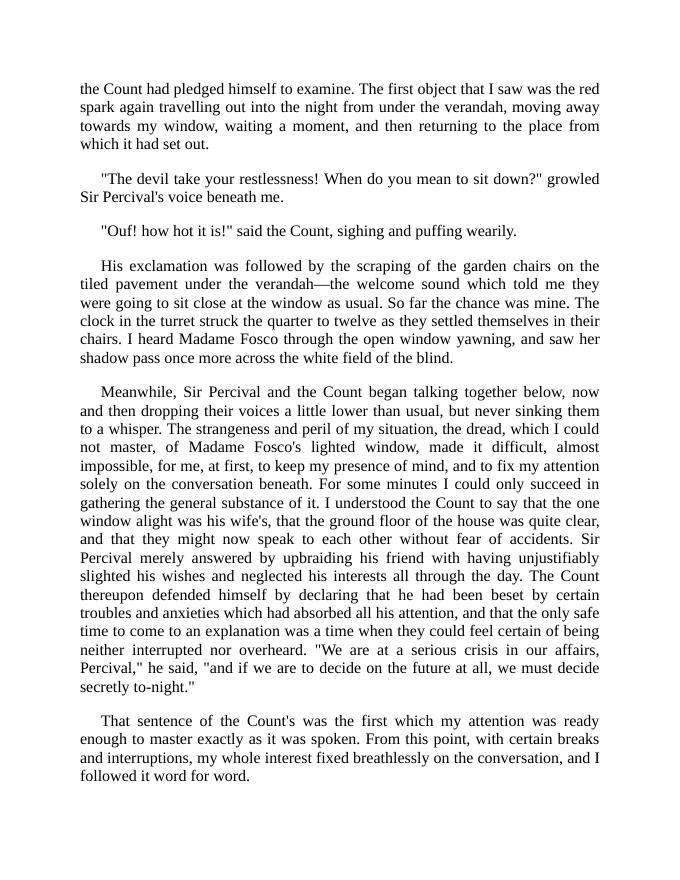 the Count had pledged himself to examine. The first object that I saw was the red
spark again travelling out into the night from under the verandah, moving away
towards my window, waiting a moment, and then returning to the place from
which it had set out.
"The devil take your restlessness! When do you mean to sit down?" growled
Sir Percival's voice beneath me.
"Ouf! how hot it is!" said the Count, sighing and puffing wearily.
His exclamation was followed by the scraping of the garden chairs on the
tiled pavement under the verandah—the welcome sound which told me they
were going to sit close at the window as usual. So far the chance was mine. The
clock in the turret struck the quarter to twelve as they settled themselves in their
chairs. I heard Madame Fosco through the open window yawning, and saw her
shadow pass once more across the white field of the blind.
Meanwhile, Sir Percival and the Count began talking together below, now
and then dropping their voices a little lower than usual, but never sinking them
to a whisper. The strangeness and peril of my situation, the dread, which I could
not master, of Madame Fosco's lighted window, made it difficult, almost
impossible, for me, at first, to keep my presence of mind, and to fix my attention
solely on the conversation beneath. For some minutes I could only succeed in
gathering the general substance of it. I understood the Count to say that the one
window alight was his wife's, that the ground floor of the house was quite clear,
and that they might now speak to each other without fear of accidents. Sir
Percival merely answered by upbraiding his friend with having unjustifiably
slighted his wishes and neglected his interests all through the day. The Count
thereupon defended himself by declaring that he had been beset by certain
troubles and anxieties which had absorbed all his attention, and that the only safe
time to come to an explanation was a time when they could feel certain of being
neither interrupted nor overheard. "We are at a serious crisis in our affairs,
Percival," he said, "and if we are to decide on the future at all, we must decide
secretly to-night."
That sentence of the Count's was the first which my attention was ready
enough to master exactly as it was spoken. From this point, with certain breaks
and interruptions, my whole interest fixed breathlessly on the conversation, and I
followed it word for word.